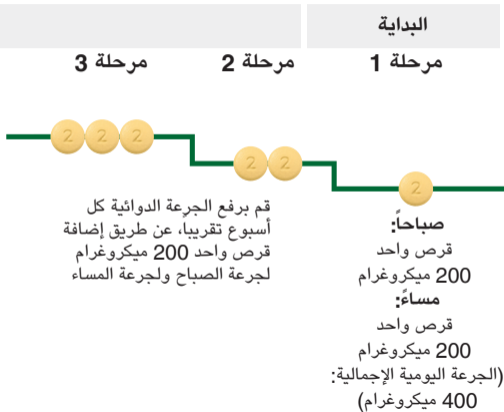 البداية
مرحلة 1
مرحلة 2
مرحلة 3
2
2 2
2 2 2
صباحاً:
قرص واحد
200 ميكروغرام
مساءً:
قرص واحد
200 ميكروغرام
(الجرعة اليومية الإجمالية:
400 ميكروغرام)
قم برفع الجرعة الدوائية كل
أسبوع تقريباً، عن طريق إضافة
قرص واحد 200 ميكروغرام
لجرعة الصباح ولجرعة المساء